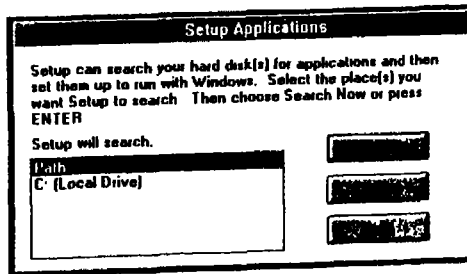 Setup Applications
Setup can search your hard disk(s) for applications and then
set them up to run with Windows. Select the place(s) you
want Setup to search Then choose Search Now or press
ENTER
Setup will search.
Path
C: (Local Drive)